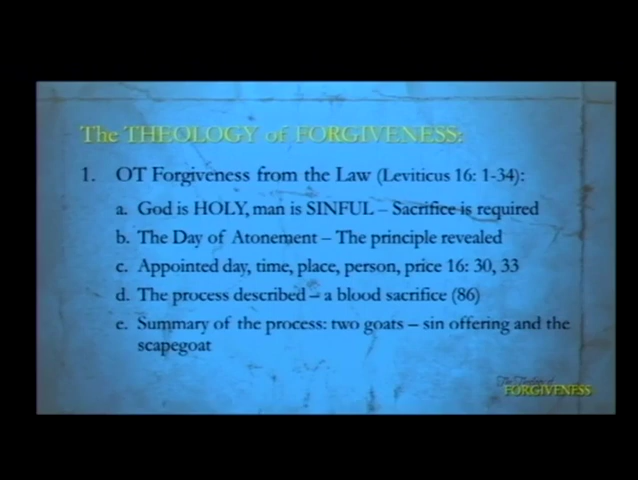 The THEOLOGY of FORGIVENESS:
1. OT Forgiveness from the Law (Leviticus 16: 1-34):
a. God is HOLY, man is SINFUL – Sacrifice is required
b. The Day of Atonement – The principle revealed
c. Appointed day, time, place, person, price 16: 30, 33
d. The process described – a blood sacrifice (86)
e. Summary of the process: two goats – sin offering and the
scapegoat
The Theology of
FORGIVENESS